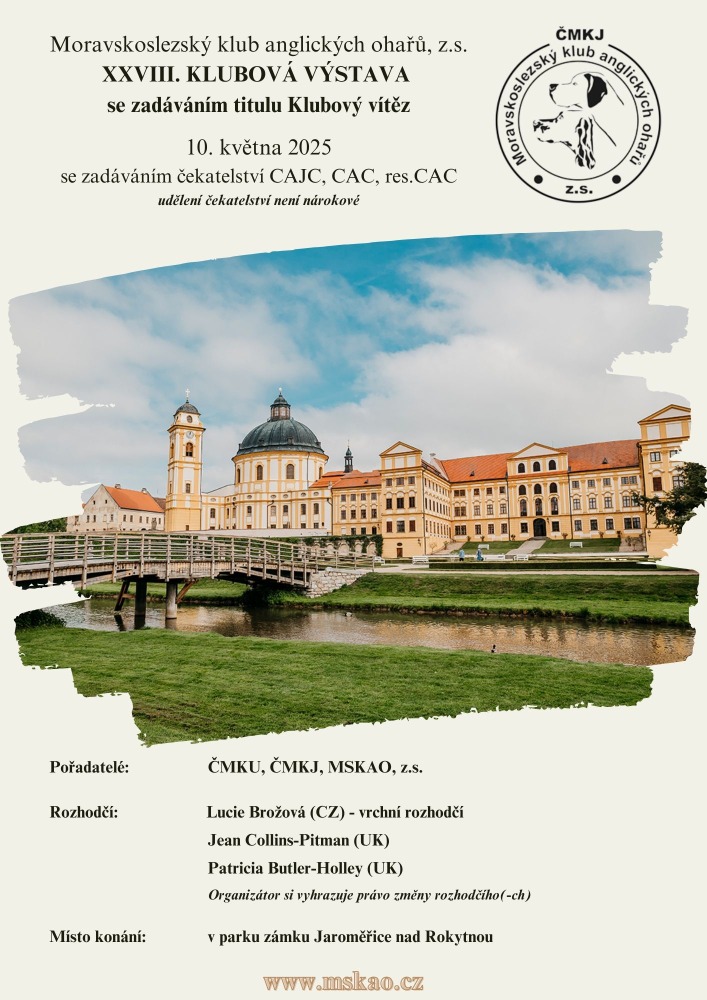 Moravskoslezský klub anglických ohařů, z.s.
XXVIII. KLUBOVÁ VÝSTAVA
se zadáváním titulu Klubový vítěz
10. května 2025
se zadáváním čekatelství CAJC, CAC, res.CAC
udělení čekatelství není nárokové
ČMKJ
Moravskoslezský klub anglických ohařů
z.s.
Pořadatelé: ČMKU, ČMKJ, MSKAO, z.s.
Rozhodčí: Lucie Brožová (CZ) - vrchní rozhodčí
Jean Collins-Pitman (UK)
Patricia Butler-Holley (UK)
Organizátor si vyhrazuje právo změny rozhodčího(-ch)
Místo konání: v parku zámku Jaroměřice nad Rokytnou
www.mskao.cz